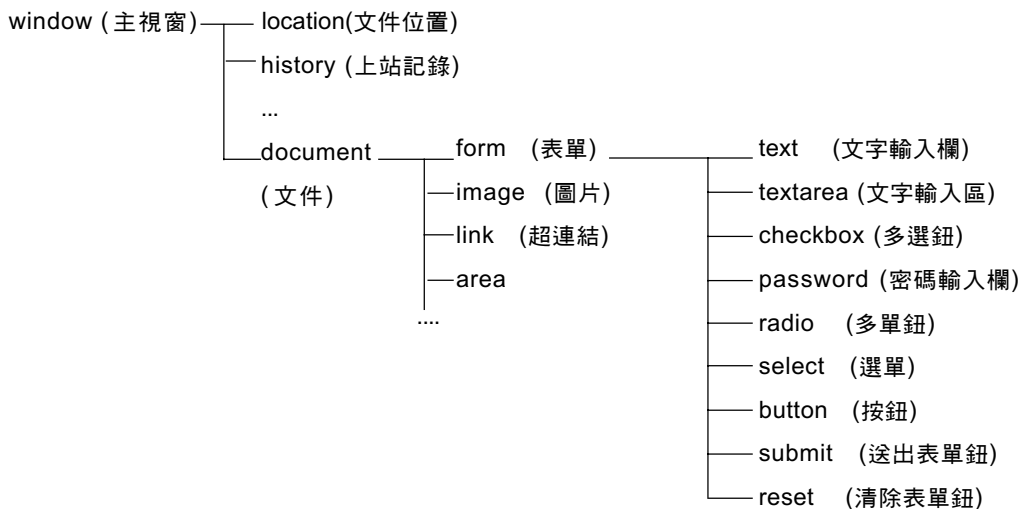 window (主視窗) location(文件位置)
history (上站記錄)
...
document form (表單) text (文字輸入欄)
(文件) image (圖片) textarea (文字輸入區)
link (超連結) checkbox (多選鈕)
area password (密碼輸入欄)
.... radio (多單鈕)
select (選單)
button (按鈕)
submit (送出表單鈕)
reset (清除表單鈕)